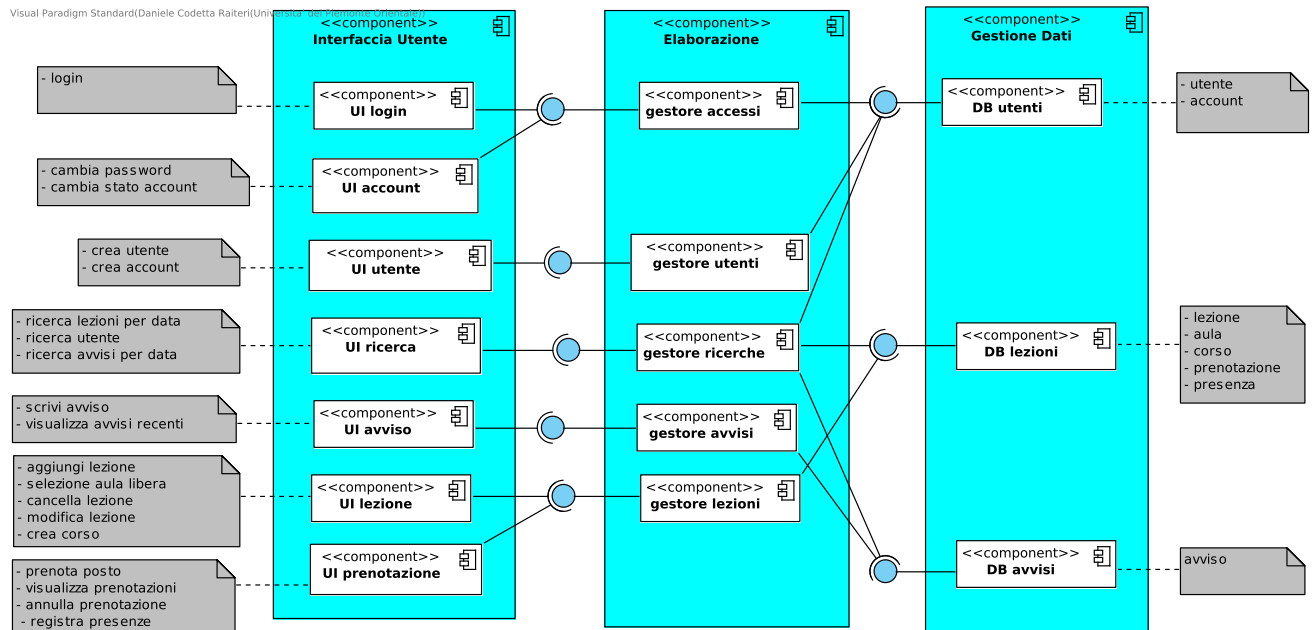 Visual Paradigm Standard(Daniele Codetta Raiteri(Universita' del Piemonte Orientale))
<<component>>
Interfaccia Utente
<<component>>
Elaborazione
<<component>>
Gestione Dati
- login
<<component>>
UI login
<<component>>
gestore accessi
<<component>>
DB utenti
- utente
- account
- cambia password
- cambia stato account
<<component>>
UI account
- crea utente
- crea account
<<component>>
UI utente
<<component>>
gestore utenti
- ricerca lezioni per data
- ricerca utente
- ricerca avvisi per data
<<component>>
UI ricerca
<<component>>
gestore ricerche
<<component>>
DB lezioni
- lezione
- aula
- corso
- prenotazione
- presenza
- scrivi avviso
- visualizza avvisi recenti
<<component>>
UI avviso
<<component>>
gestore avvisi
- aggiungi lezione
- selezione aula libera
- cancella lezione
- modifica lezione
- crea corso
<<component>>
UI lezione
<<component>>
gestore lezioni
- prenota posto
- visualizza prenotazioni
- annulla prenotazione
- registra presenze
<<component>>
UI prenotazione
<<component>>
DB avvisi
avviso